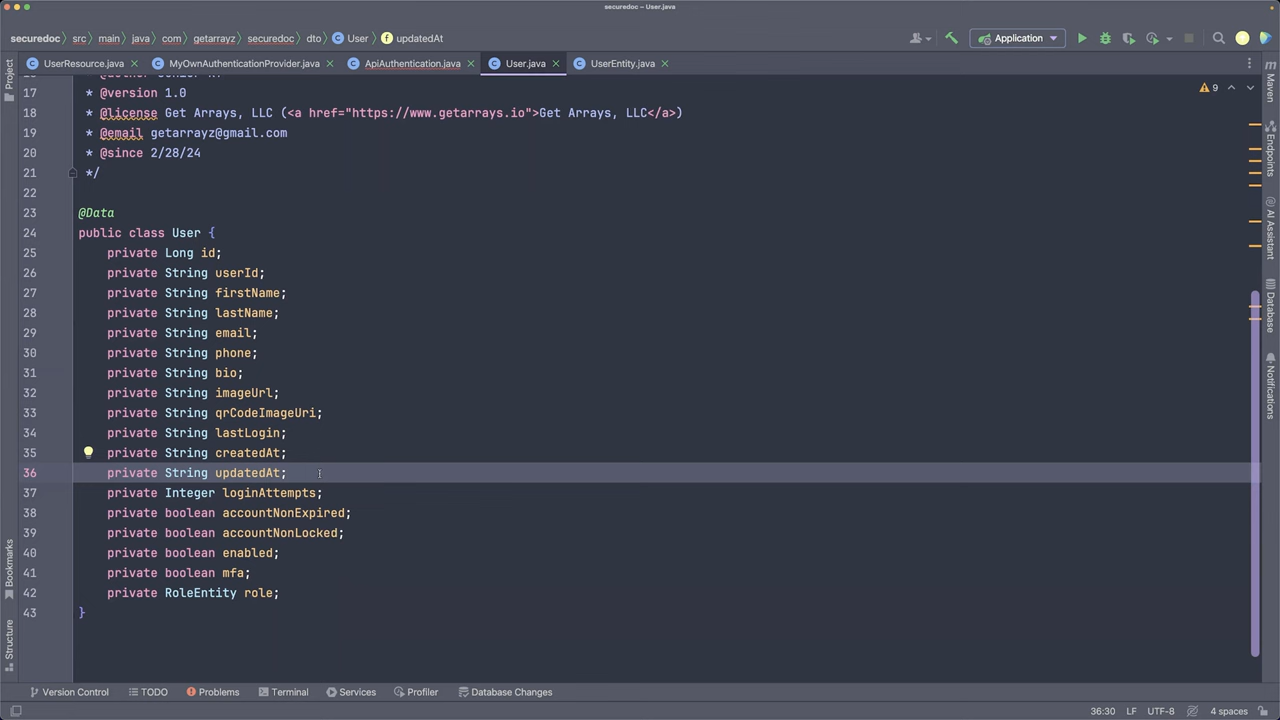 securedoc – User.java
securedoc src main java com getarrayz securedoc dto User updatedAt Application
UserResource.java MyOwnAuthenticationProvider.java ApiAuthentication.java User.java UserEntity.java
Project
Maven
Endpoints
AI Assistant
Database
Notifications
9
17 * @version 1.0
18 * @license Get Arrays, LLC (<a href="https://www.getarrays.io">Get Arrays, LLC</a>)
19 * @email getarrayz@gmail.com
20 * @since 2/28/24
21 */
22
23 @Data
24 public class User {
25 private Long id;
26 private String userId;
27 private String firstName;
28 private String lastName;
29 private String email;
30 private String phone;
31 private String bio;
32 private String imageUrl;
33 private String qrCodeImageUri;
34 private String lastLogin;
35 private String createdAt;
36 private String updatedAt;
37 private Integer loginAttempts;
38 private boolean accountNonExpired;
39 private boolean accountNonLocked;
40 private boolean enabled;
41 private boolean mfa;
42 private RoleEntity role;
43 }
Bookmarks
Structure
Version Control TODO Problems Terminal Services Profiler Database Changes
36:30 LF UTF-8 4 spaces